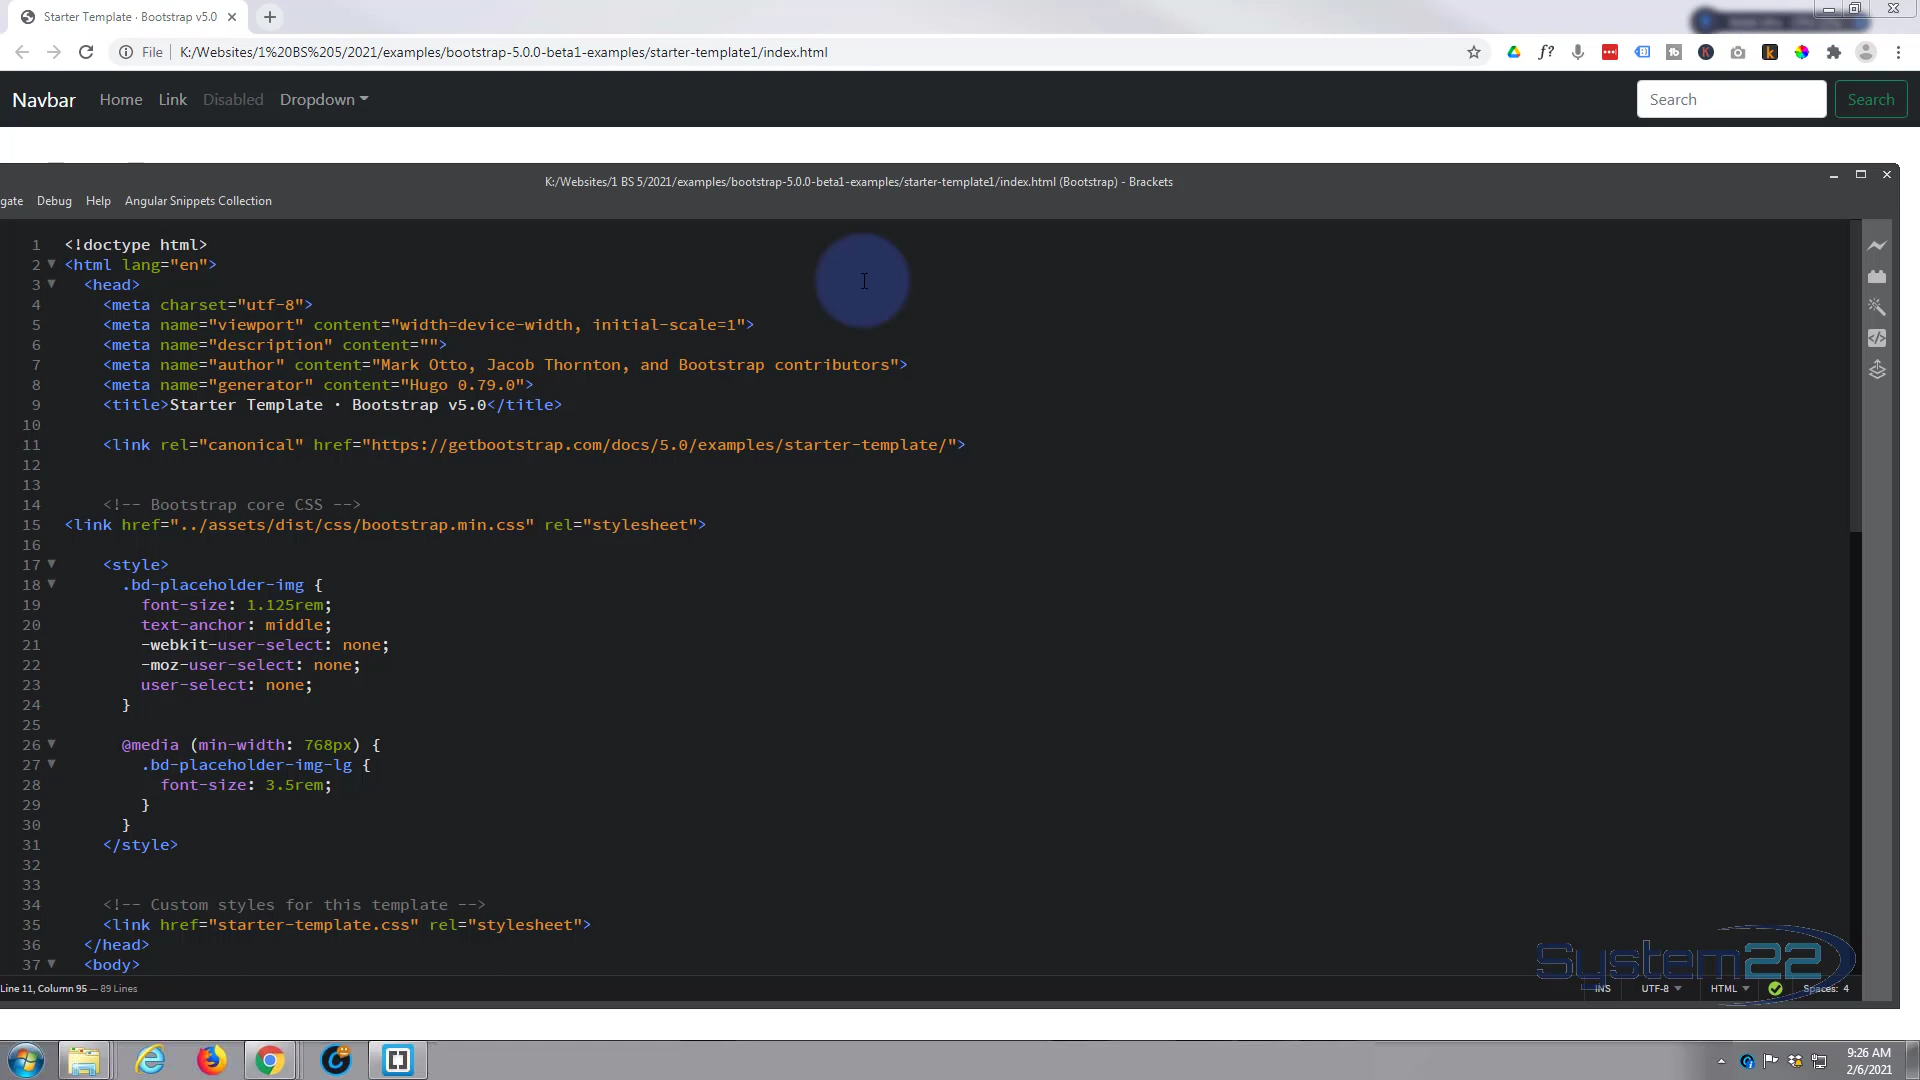 Starter Template · Bootstrap v5.0
File
K:/Websites/1%20BS%205/2021/examples/bootstrap-5.0.0-beta1-examples/starter-template1/index.html
Navbar Home Link Disabled Dropdown Search Search
K:/Websites/1 BS 5/2021/examples/bootstrap-5.0.0-beta1-examples/starter-template1/index.html (Bootstrap) - Brackets
gate Debug Help Angular Snippets Collection
1 <!doctype html>
2 <html lang="en">
3 <head>
4 <meta charset="utf-8">
5 <meta name="viewport" content="width=device-width, initial-scale=1">
6 <meta name="description" content="">
7 <meta name="author" content="Mark Otto, Jacob Thornton, and Bootstrap contributors">
8 <meta name="generator" content="Hugo 0.79.0">
9 <title>Starter Template · Bootstrap v5.0</title>
10
11 <link rel="canonical" href="https://getbootstrap.com/docs/5.0/examples/starter-template/">
12
13
14 <!-- Bootstrap core CSS -->
15 <link href="../assets/dist/css/bootstrap.min.css" rel="stylesheet">
16
17 <style>
18 .bd-placeholder-img {
19 font-size: 1.125rem;
20 text-anchor: middle;
21 -webkit-user-select: none;
22 -moz-user-select: none;
23 user-select: none;
24 }
25
26 @media (min-width: 768px) {
27 .bd-placeholder-img-lg {
28 font-size: 3.5rem;
29 }
30 }
31 </style>
32
33
34 <!-- Custom styles for this template -->
35 <link href="starter-template.css" rel="stylesheet">
36 </head>
37 <body>
System22
Line 11, Column 95 — 89 Lines
INS UTF-8 HTML Spaces: 4
9:26 AM
2/6/2021